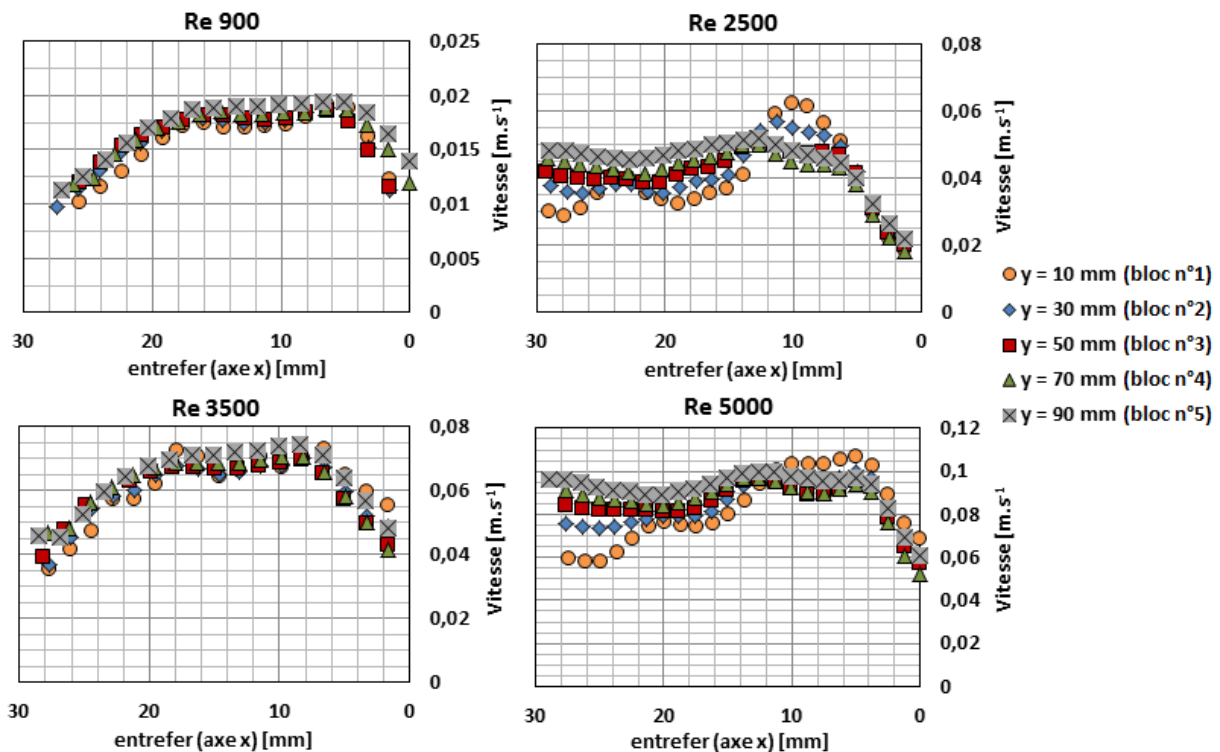 Re 900
0,025
0,02
0,015
0,01
0,005
0
Vitesse [m.s⁻¹]
30 20 10 0
entrefer (axe x) [mm]
Re 2500
0,08
0,06
0,04
0,02
0
Vitesse [m.s⁻¹]
30 20 10 0
entrefer (axe x) [mm]
y = 10 mm (bloc n°1)
y = 30 mm (bloc n°2)
y = 50 mm (bloc n°3)
y = 70 mm (bloc n°4)
y = 90 mm (bloc n°5)
Re 3500
0,08
0,06
0,04
0,02
0
Vitesse [m.s⁻¹]
30 20 10 0
entrefer (axe x) [mm]
Re 5000
0,12
0,1
0,08
0,06
0,04
0,02
0
Vitesse [m.s⁻¹]
30 20 10 0
entrefer (axe x) [mm]